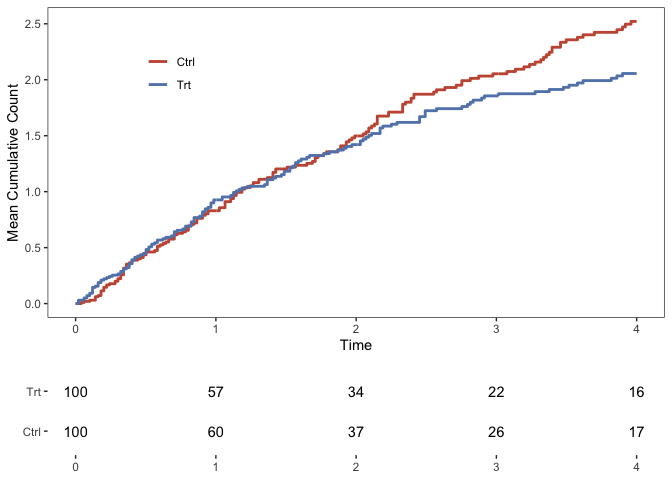 2.5
Ctrl
2.0
Trt
1.5
Mean Cumulative Count
1.0
0.5
0.0
0 1 2 3 4
Time
Trt 100 57 34 22 16
Ctrl 100 60 37 26 17
0 1 2 3 4